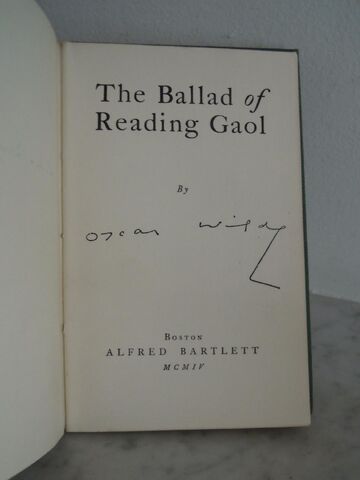 The Ballad of
Reading Gaol
By
Oscar Wilde
Boston
ALFRED BARTLETT
MCMIV